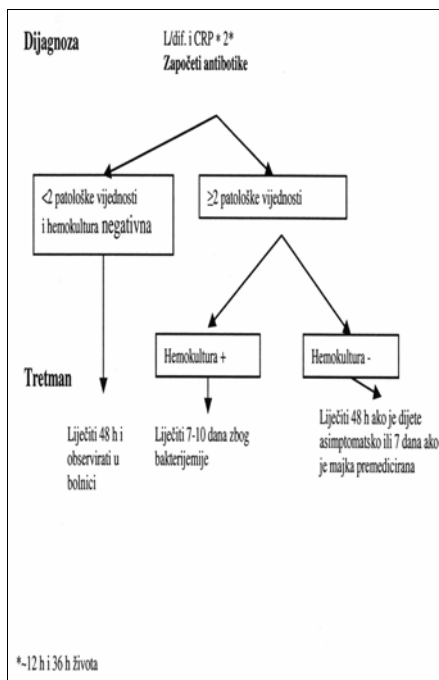 Dijagnoza
L/dif. i CRP * 2*
Započeti antibotike
<2 patološke vijednosti
i hemokultura negativna
≥2 patološke vijednosti
Hemokultura +
Hemokultura -
Tretman
Liječiti 48 h i
observirati u
bolnici
Liječiti 7-10 dana zbog
bakterijemije
Liječiti 48 h ako je dijete
asimptomatsko ili 7 dana ako
je majka premedicirana
*~12 h i 36 h života